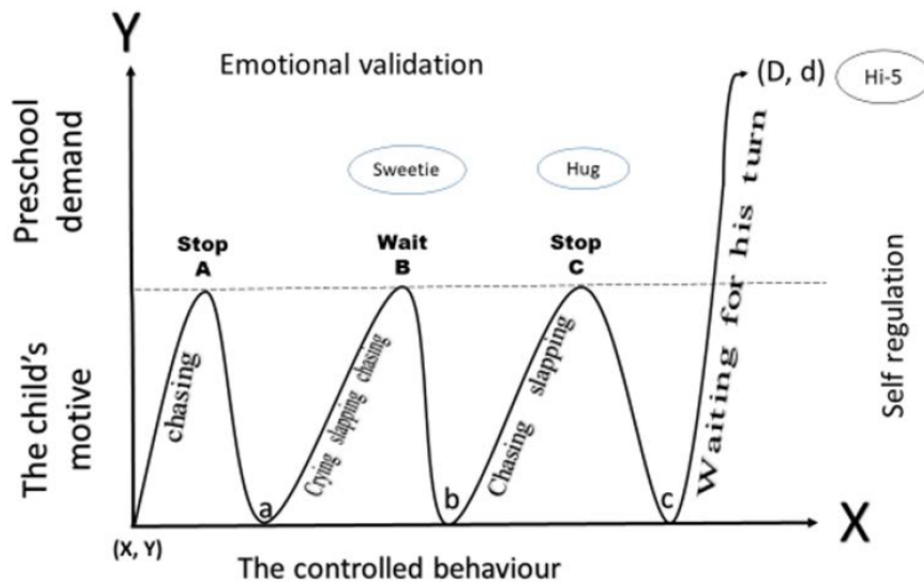 Y
Emotional validation
(D, d)
Hi-5
Sweetie
Hug
Preschool
demand
Stop
A
Wait
B
Stop
C
The child's
motive
chasing
Crying slapping chasing
Chasing slapping
Waiting for his turn
Self regulation
a
b
c
X
(X, Y)
The controlled behaviour